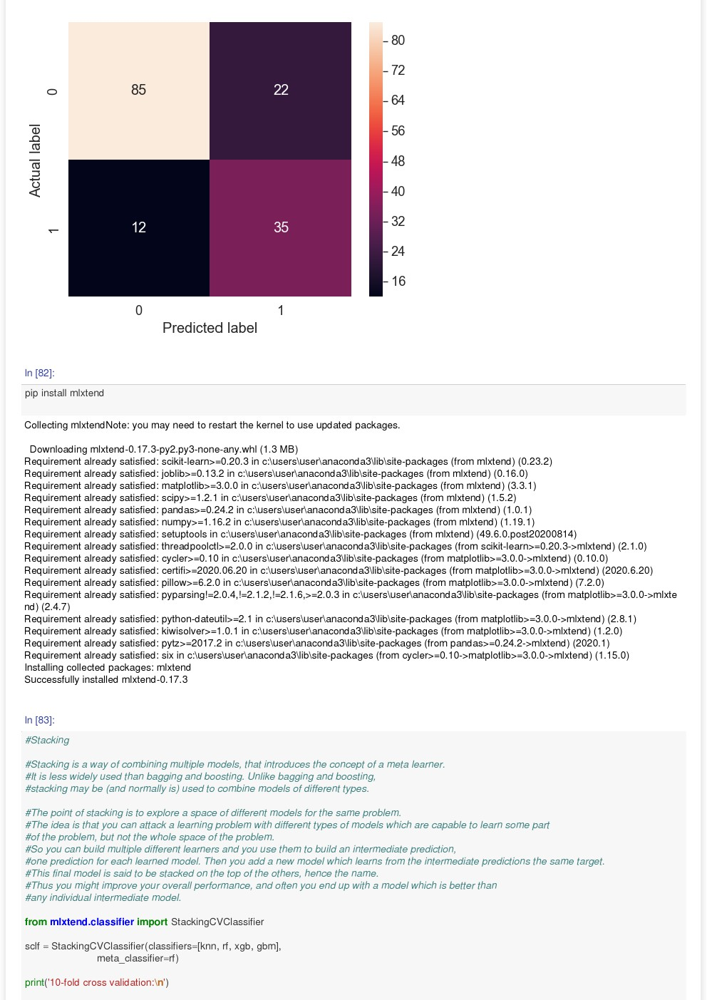 85
22
12
35
80
72
64
56
48
40
32
24
16
0
1
Actual label
0
1
Predicted label
In [82]:
pip install mlxtend
Collecting mlxtendNote: you may need to restart the kernel to use updated packages.
Downloading mlxtend-0.17.3-py2.py3-none-any.whl (1.3 MB)
Requirement already satisfied: scikit-learn>=0.20.3 in c:\users\user\anaconda3\lib\site-packages (from mlxtend) (0.23.2)
Requirement already satisfied: joblib>=0.13.2 in c:\users\user\anaconda3\lib\site-packages (from mlxtend) (0.16.0)
Requirement already satisfied: matplotlib>=3.0.0 in c:\users\user\anaconda3\lib\site-packages (from mlxtend) (3.3.1)
Requirement already satisfied: scipy>=1.2.1 in c:\users\user\anaconda3\lib\site-packages (from mlxtend) (1.5.2)
Requirement already satisfied: pandas>=0.24.2 in c:\users\user\anaconda3\lib\site-packages (from mlxtend) (1.0.1)
Requirement already satisfied: numpy>=1.16.2 in c:\users\user\anaconda3\lib\site-packages (from mlxtend) (1.19.1)
Requirement already satisfied: setuptools in c:\users\user\anaconda3\lib\site-packages (from mlxtend) (49.6.0.post20200814)
Requirement already satisfied: threadpoolctl>=2.0.0 in c:\users\user\anaconda3\lib\site-packages (from scikit-learn>=0.20.3->mlxtend) (2.1.0)
Requirement already satisfied: cycler>=0.10 in c:\users\user\anaconda3\lib\site-packages (from matplotlib>=3.0.0->mlxtend) (0.10.0)
Requirement already satisfied: certifi>=2020.06.20 in c:\users\user\anaconda3\lib\site-packages (from matplotlib>=3.0.0->mlxtend) (2020.6.20)
Requirement already satisfied: pillow>=6.2.0 in c:\users\user\anaconda3\lib\site-packages (from matplotlib>=3.0.0->mlxtend) (7.2.0)
Requirement already satisfied: pyparsing!=2.0.4,!=2.1.2,!=2.1.6,>=2.0.3 in c:\users\user\anaconda3\lib\site-packages (from matplotlib>=3.0.0->mlxte
nd) (2.4.7)
Requirement already satisfied: python-dateutil>=2.1 in c:\users\user\anaconda3\lib\site-packages (from matplotlib>=3.0.0->mlxtend) (2.8.1)
Requirement already satisfied: kiwisolver>=1.0.1 in c:\users\user\anaconda3\lib\site-packages (from matplotlib>=3.0.0->mlxtend) (1.2.0)
Requirement already satisfied: pytz>=2017.2 in c:\users\user\anaconda3\lib\site-packages (from pandas>=0.24.2->mlxtend) (2020.1)
Requirement already satisfied: six in c:\users\user\anaconda3\lib\site-packages (from cycler>=0.10->matplotlib>=3.0.0->mlxtend) (1.15.0)
Installing collected packages: mlxtend
Successfully installed mlxtend-0.17.3
In [83]:
#Stacking
#Stacking is a way of combining multiple models, that introduces the concept of a meta learner.
#It is less widely used than bagging and boosting. Unlike bagging and boosting,
#stacking may be (and normally is) used to combine models of different types.
#The point of stacking is to explore a space of different models for the same problem.
#The idea is that you can attack a learning problem with different types of models which are capable to learn some part
#of the problem, but not the whole space of the problem.
#So you can build multiple different learners and you use them to build an intermediate prediction,
#one prediction for each learned model. Then you add a new model which learns from the intermediate predictions the same target.
#This final model is said to be stacked on the top of the others, hence the name.
#Thus you might improve your overall performance, and often you end up with a model which is better than
#any individual intermediate model.
from mlxtend.classifier import StackingCVClassifier
sclf = StackingCVClassifier(classifiers=[knn, rf, xgb, gbm],
meta_classifier=rf)
print('10-fold cross validation:\n')